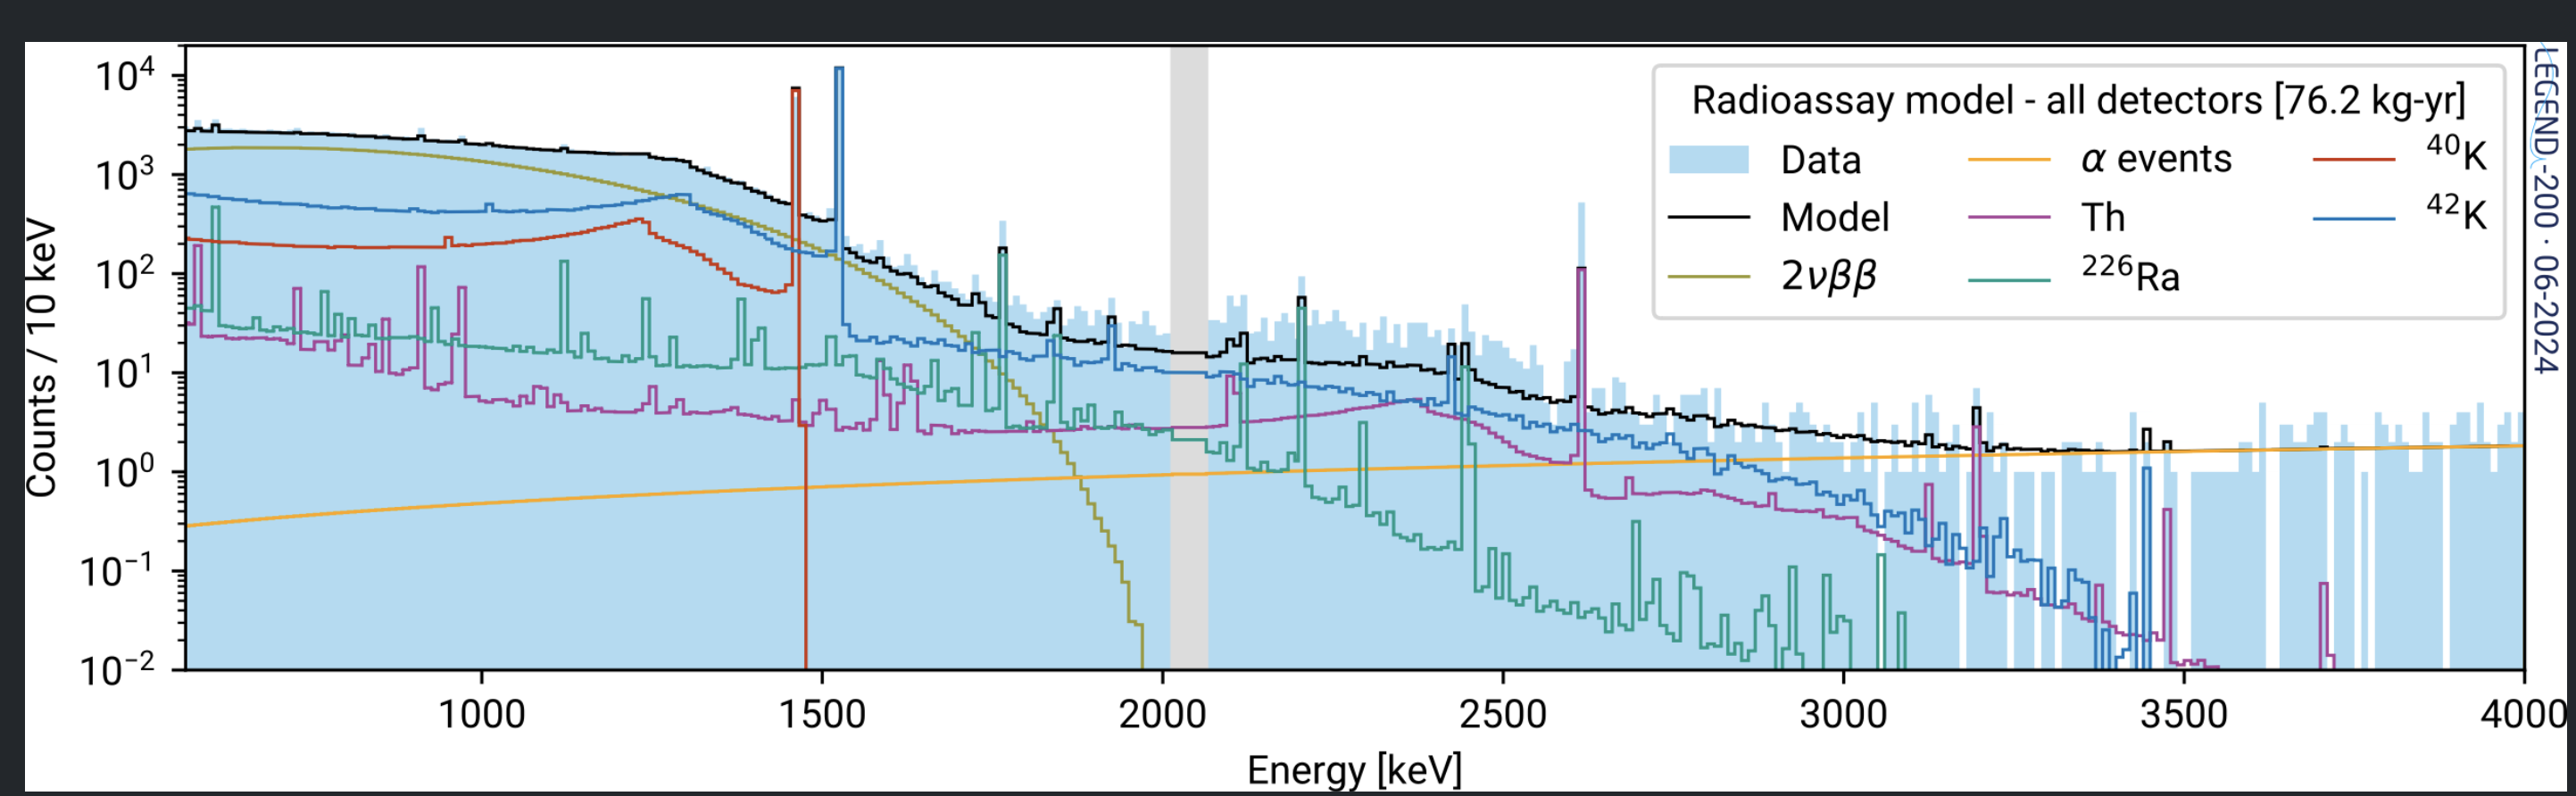 Counts / 10 keV
10⁴
10³
10²
10¹
10⁰
10⁻¹
10⁻²
Radioassay model - all detectors [76.2 kg-yr]
Data
Model
2νββ
α events
Th
²²⁶Ra
⁴⁰K
⁴²K
LEGEND-200 · 06-2024
1000
1500
2000
2500
3000
3500
4000
Energy [keV]